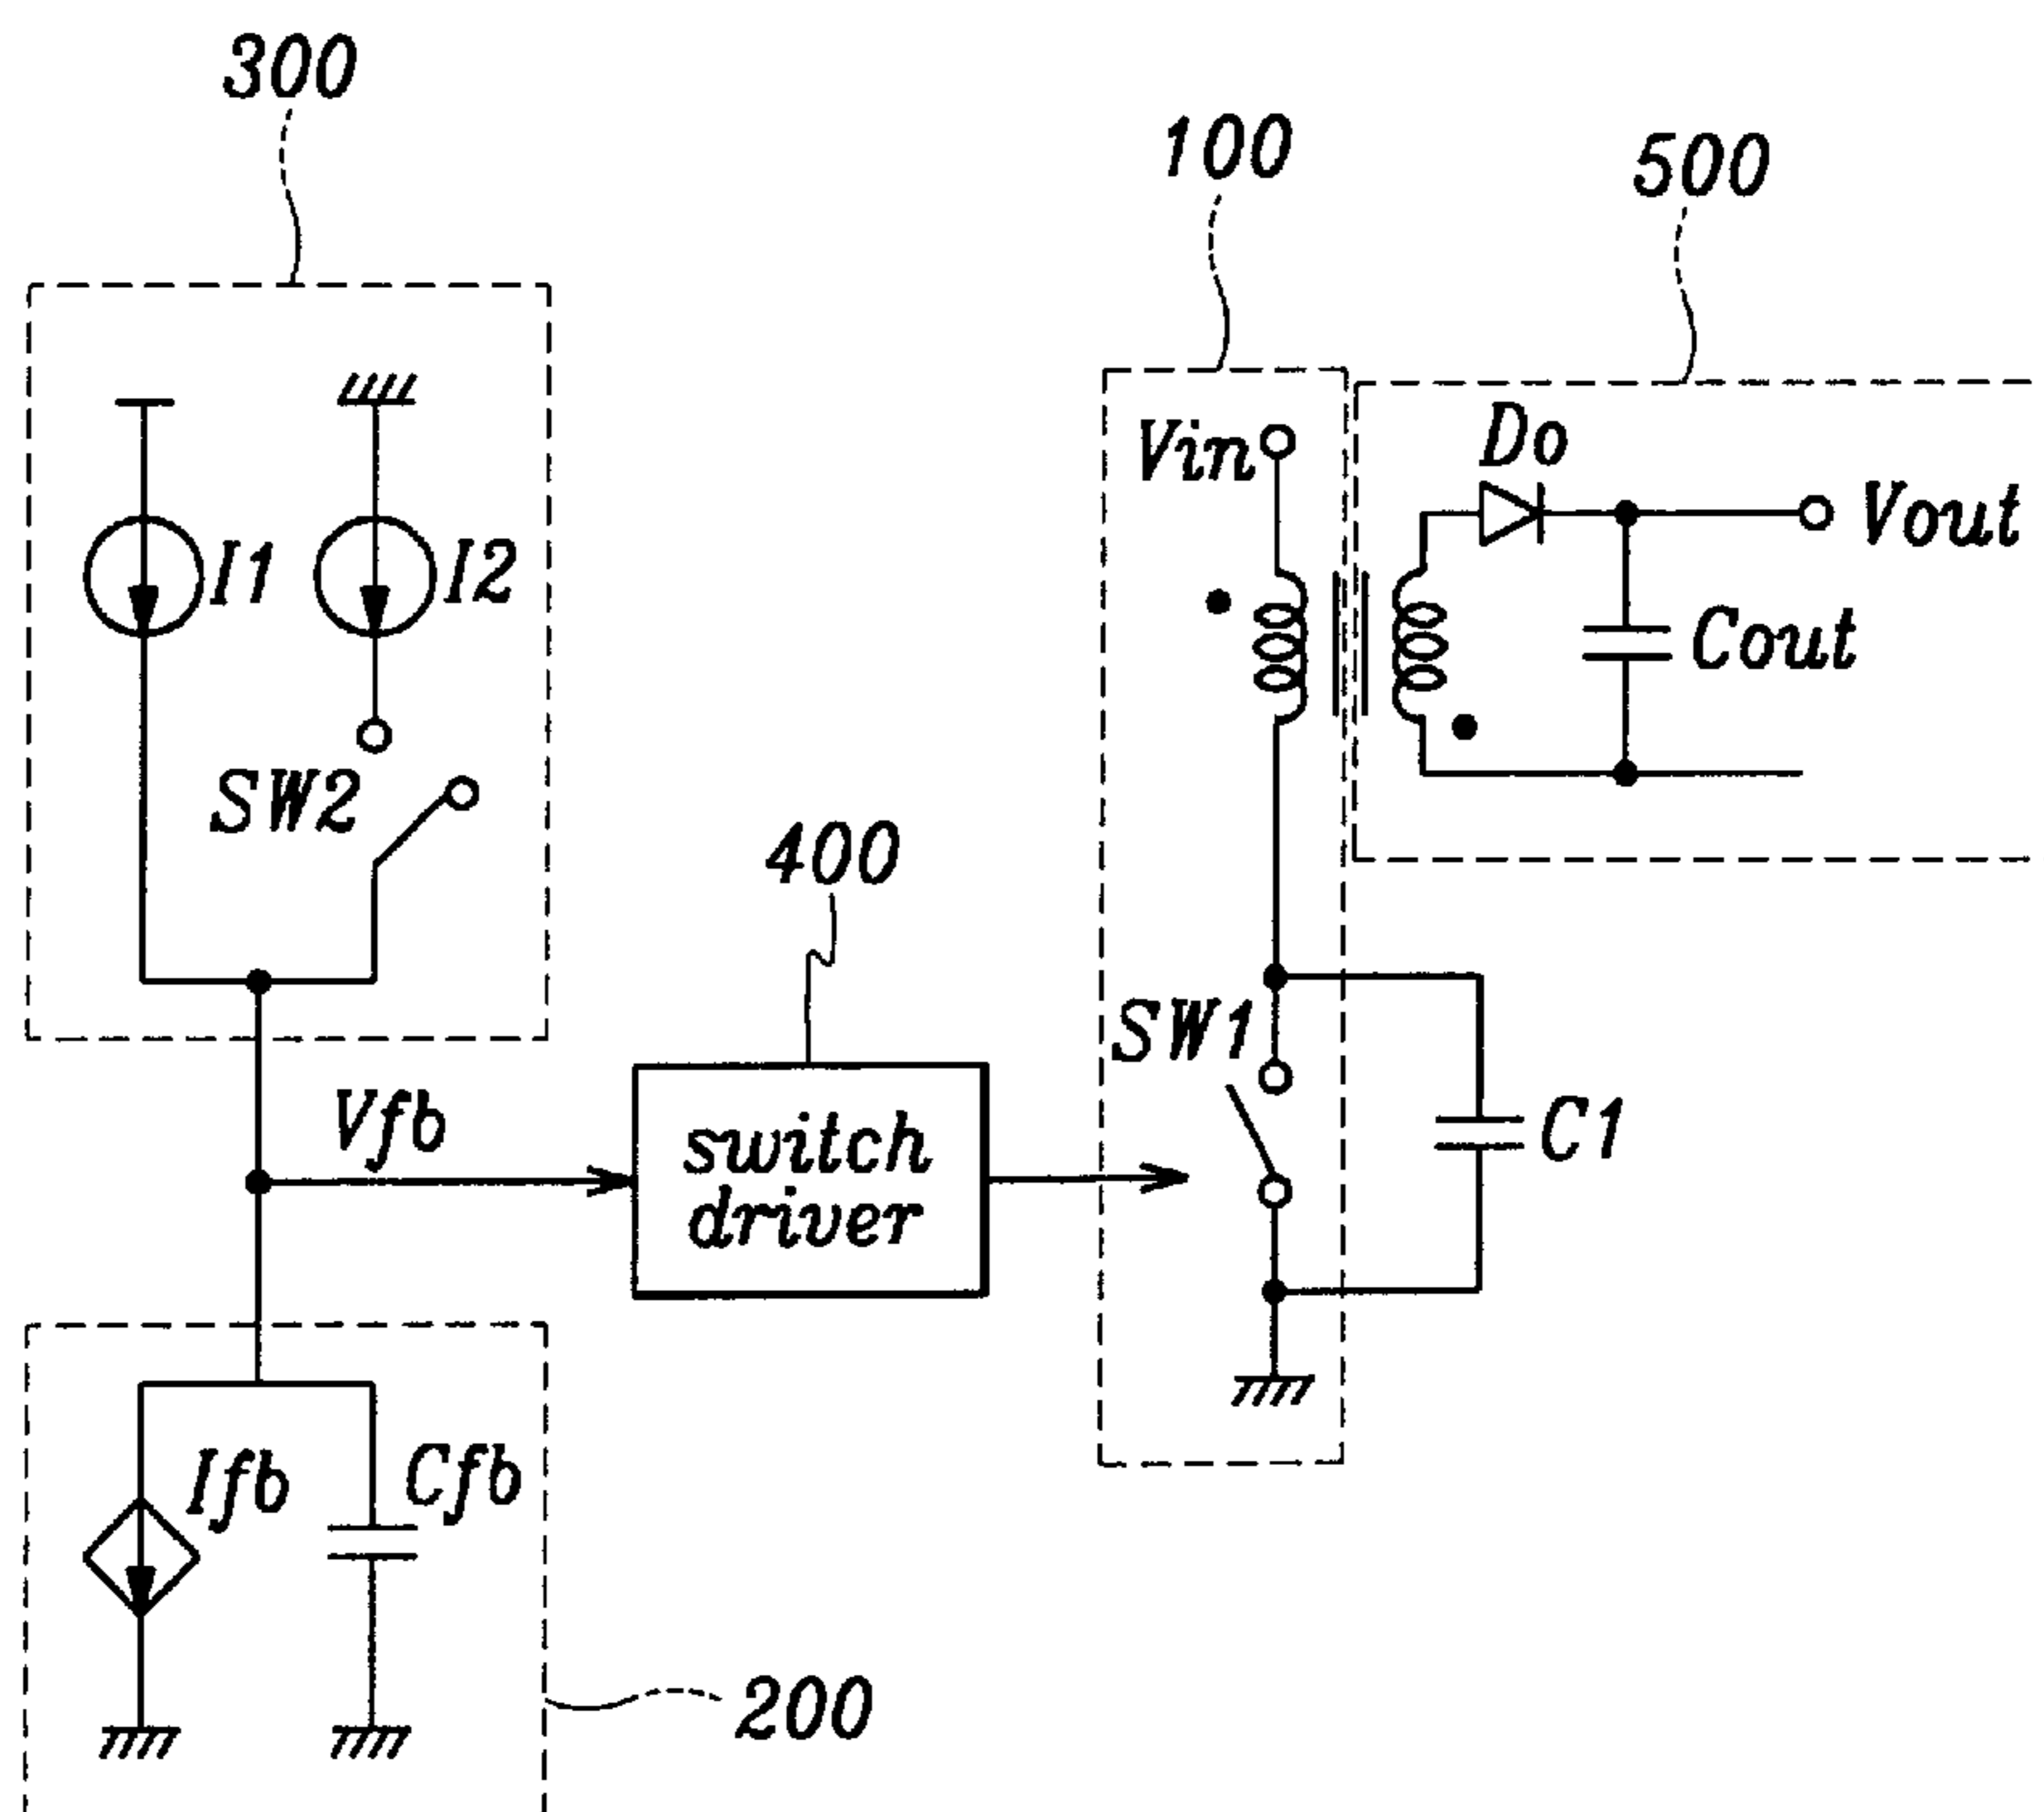 300
100
500
Vin
Do
Vout
I1
I2
Cout
SW2
400
SW1
Vfb
switch
driver
C1
Ifb
Cfb
200